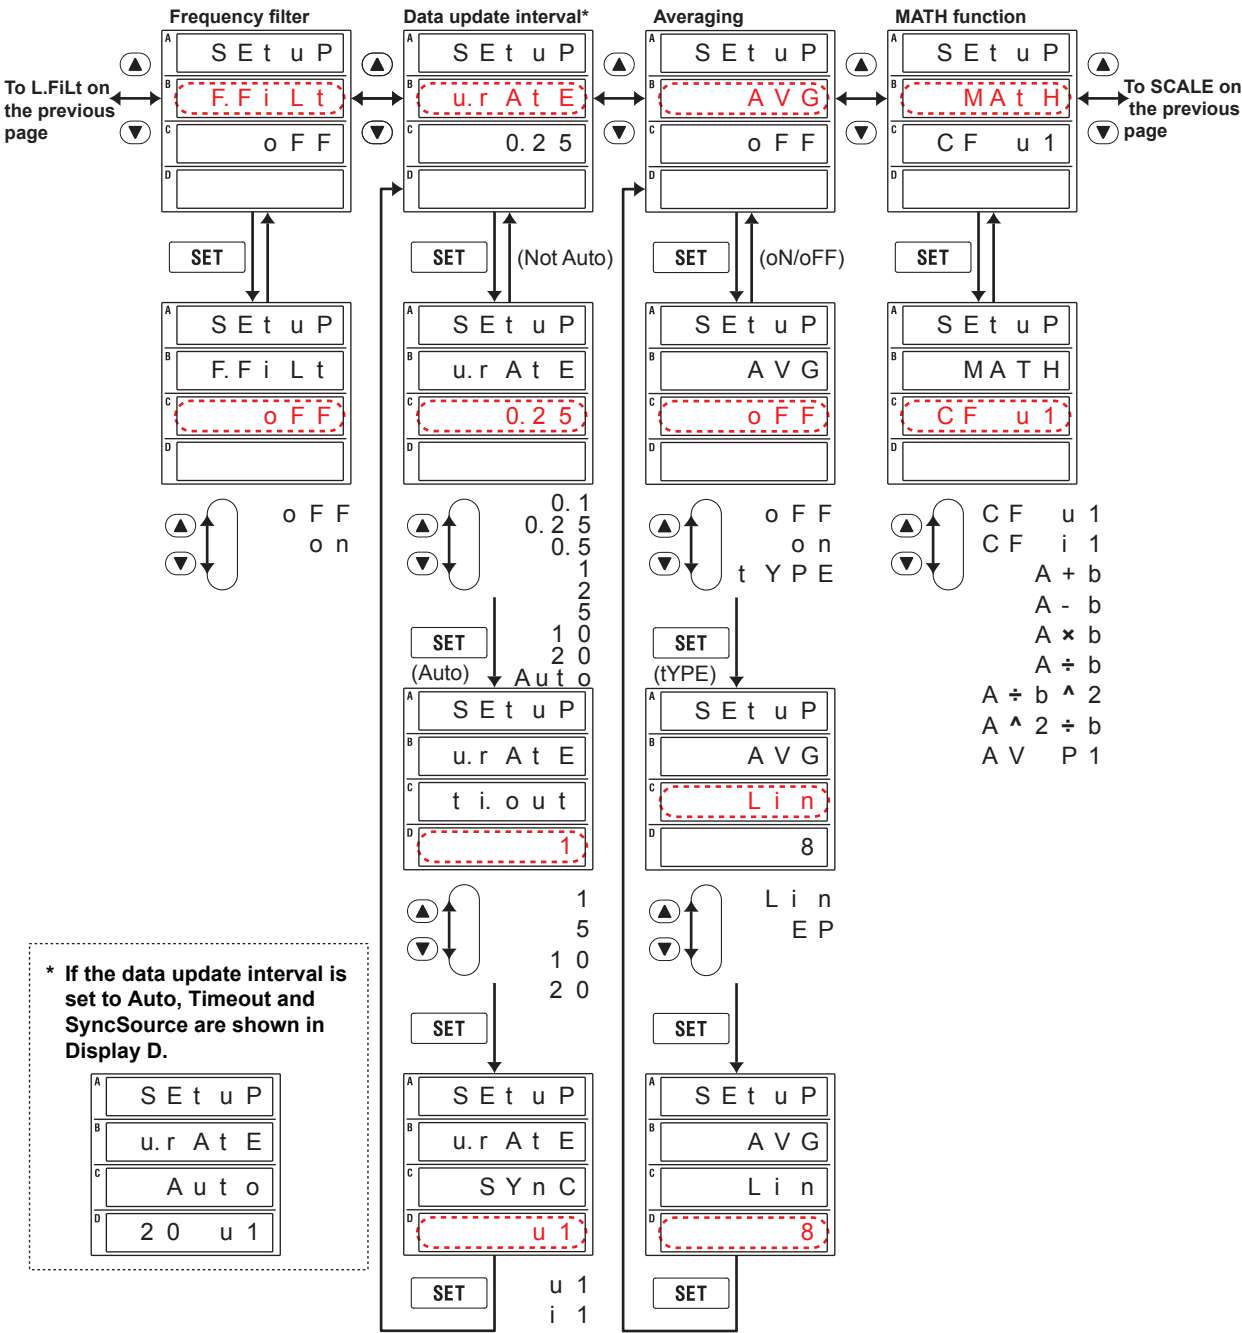 Frequency filter
A SEtuP
B F.FiLt
C oFF
D
To L.FiLt on
the previous
page
SET
A SEtuP
B F.FiLt
C oFF
D
oFF
on
Data update interval*
A SEtuP
B u.rAtE
C 0.25
D
SET
(Not Auto)
A SEtuP
B u.rAtE
C 0.25
D
0.1
0.25
0.5
1
2
5
10
20
Auto
SET
(Auto)
A SEtuP
B u.rAtE
C ti.out
D 1
1
5
10
20
SET
A SEtuP
B u.rAtE
C SYnC
D u1
SET
u1
i1
Averaging
A SEtuP
B AVG
C oFF
D
SET
(oN/oFF)
A SEtuP
B AVG
C oFF
D
oFF
on
tYPE
SET
(tYPE)
A SEtuP
B AVG
C Lin
D 8
Lin
EP
SET
A SEtuP
B AVG
C Lin
D 8
SET
MATH function
A SEtuP
B MAtH
C CF u1
D
To SCALE on
the previous
page
SET
A SEtuP
B MATH
C CF u1
D
CF u1
CF i1
A+b
A-b
A×b
A÷b
A÷b^2
A^2÷b
AV P1
* If the data update interval is
set to Auto, Timeout and
SyncSource are shown in
Display D.
A SEtuP
B u.rAtE
C Auto
D 20 u1